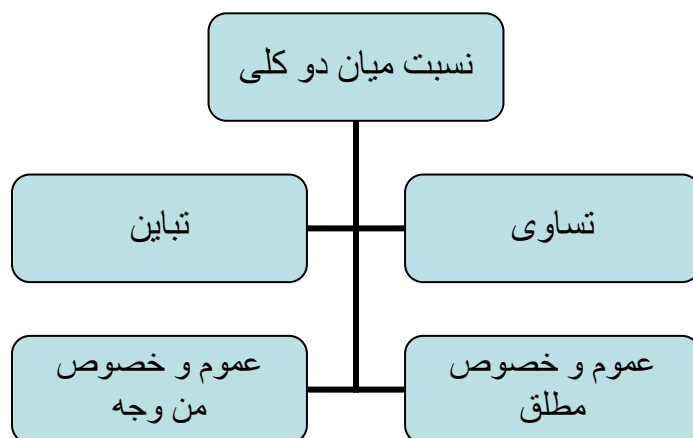 نسبت میان دو کلی
تساوی
تباین
عموم و خصوص
مطلق
عموم و خصوص
من وجه